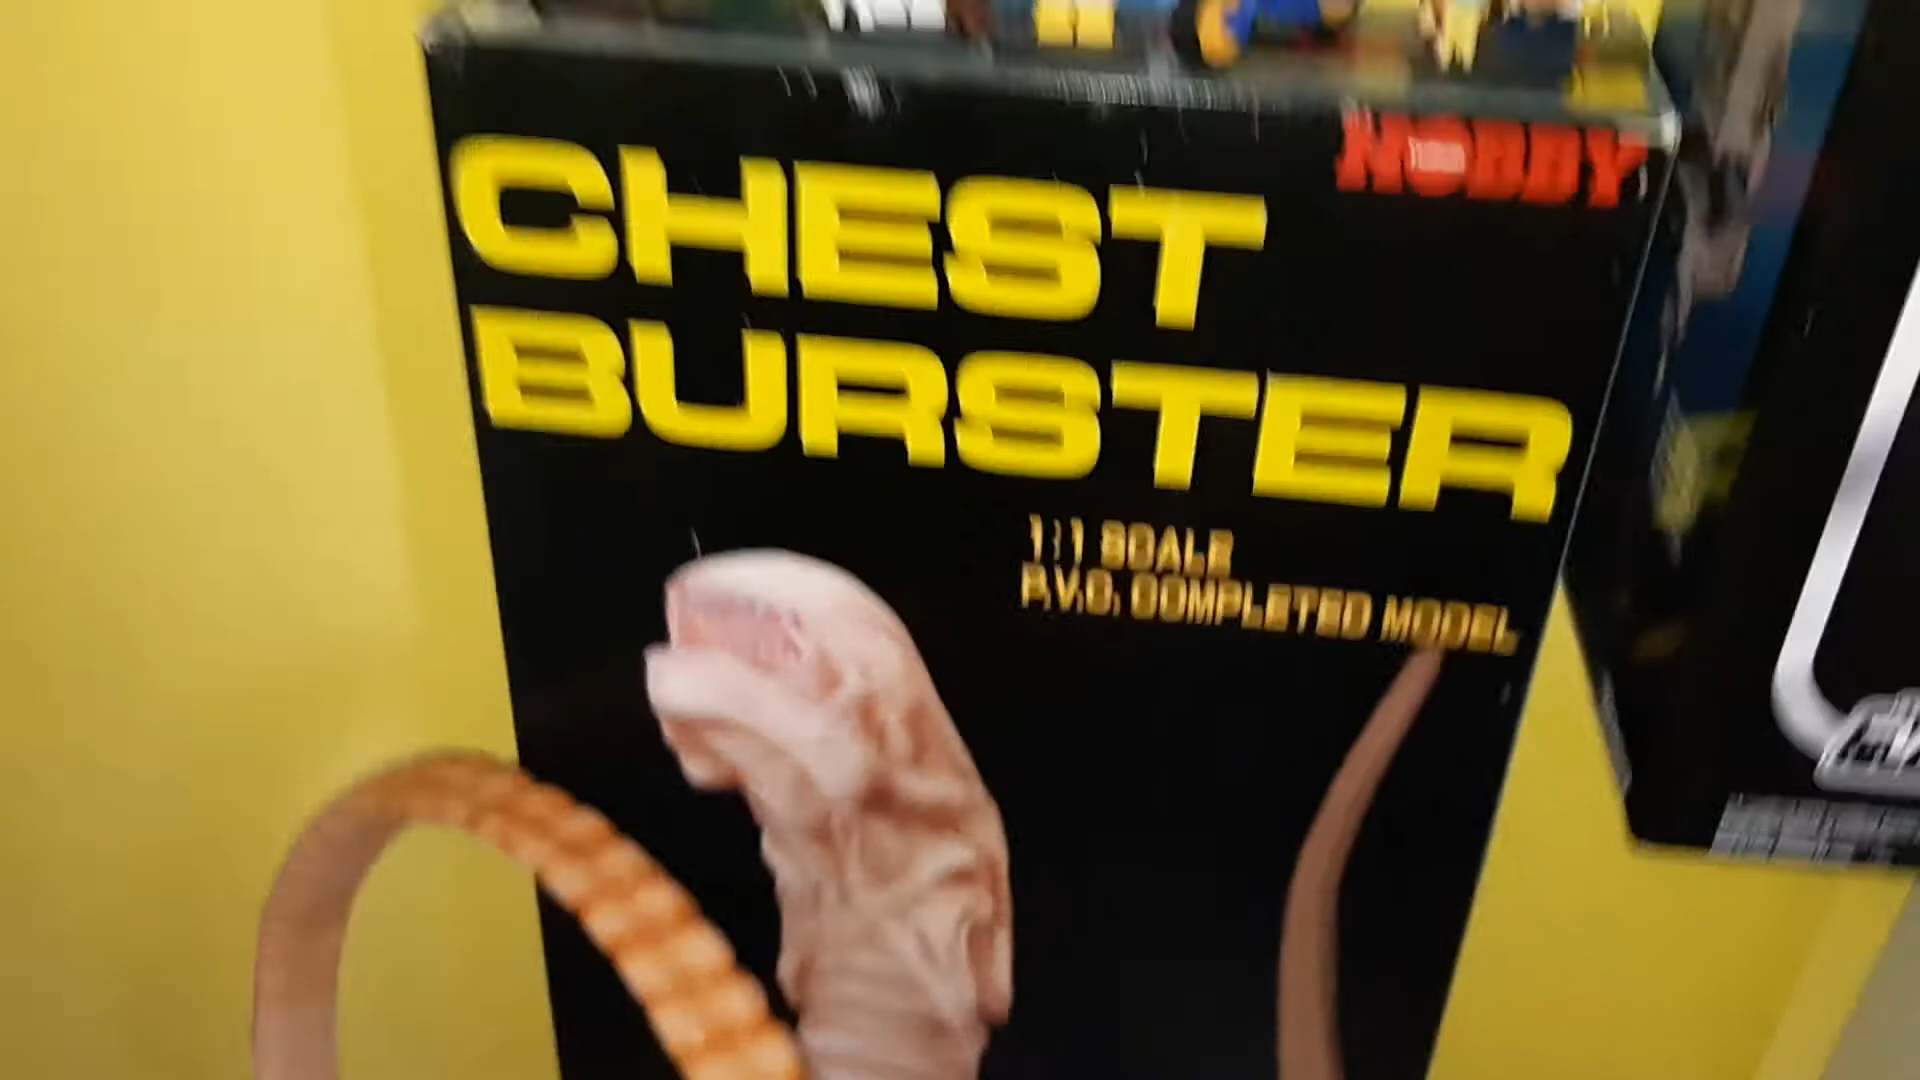 HOBBY
CHEST
BURSTER
1:1 SCALE
P.V.C. COMPLETED MODEL